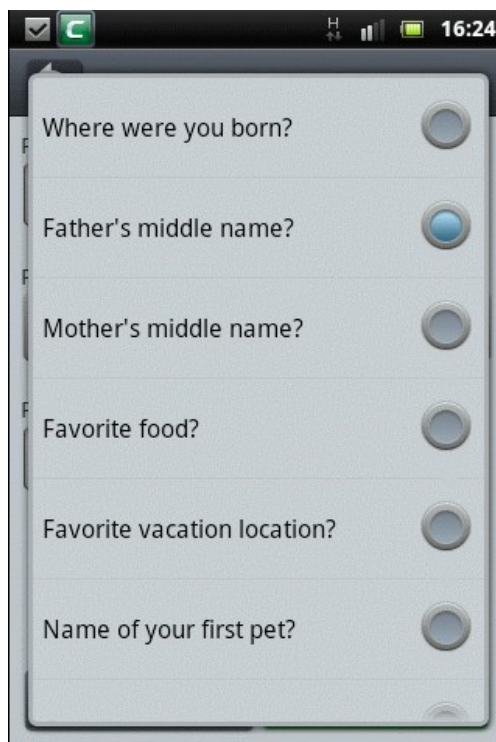 H
16:24
Where were you born?
Father's middle name?
Mother's middle name?
Favorite food?
Favorite vacation location?
Name of your first pet?